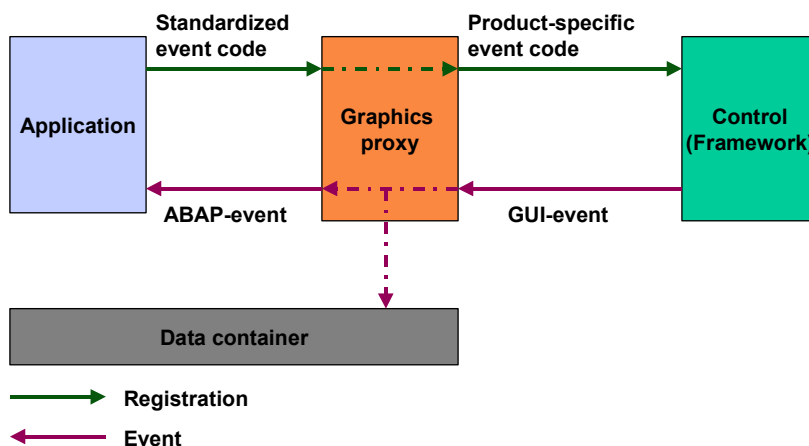 Standardized
event code
Product-specific
event code
Application
Graphics
proxy
Control
(Framework)
ABAP-event
GUI-event
Data container
Registration
Event